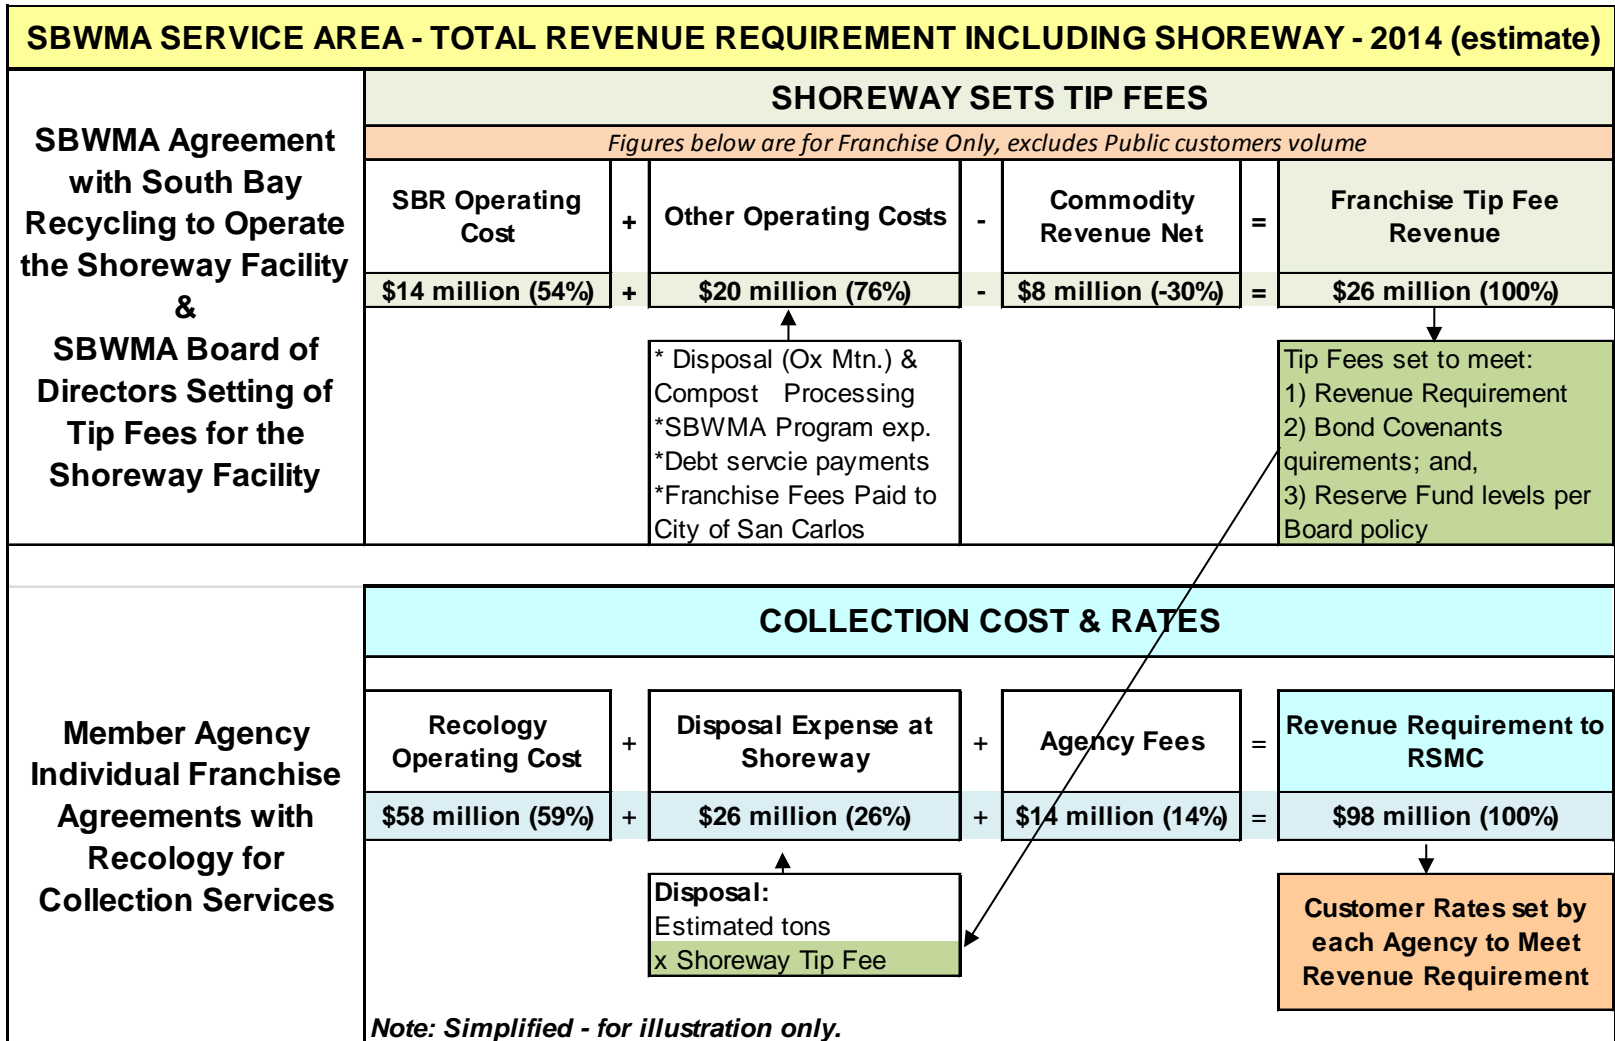 SBWMA SERVICE AREA - TOTAL REVENUE REQUIREMENT INCLUDING SHOREWAY - 2014 (estimate)
SBWMA Agreement
with South Bay
Recycling to Operate
the Shoreway Facility
&
SBWMA Board of
Directors Setting of
Tip Fees for the
Shoreway Facility
SHOREWAY SETS TIP FEES
Figures below are for Franchise Only, excludes Public customers volume
SBR Operating
Cost
+
Other Operating Costs
-
Commodity
Revenue Net
=
Franchise Tip Fee
Revenue
$14 million (54%)
+
$20 million (76%)
-
$8 million (-30%)
=
$26 million (100%)
* Disposal (Ox Mtn.) &
Compost Processing
*SBWMA Program exp.
*Debt servcie payments
*Franchise Fees Paid to
City of San Carlos
Tip Fees set to meet:
1) Revenue Requirement
2) Bond Covenants
quirements; and,
3) Reserve Fund levels per
Board policy
Member Agency
Individual Franchise
Agreements with
Recology for
Collection Services
COLLECTION COST & RATES
Recology
Operating Cost
+
Disposal Expense at
Shoreway
+
Agency Fees
=
Revenue Requirement to
RSMC
$58 million (59%)
+
$26 million (26%)
+
$14 million (14%)
=
$98 million (100%)
Disposal:
Estimated tons
x Shoreway Tip Fee
Customer Rates set by
each Agency to Meet
Revenue Requirement
Note: Simplified - for illustration only.